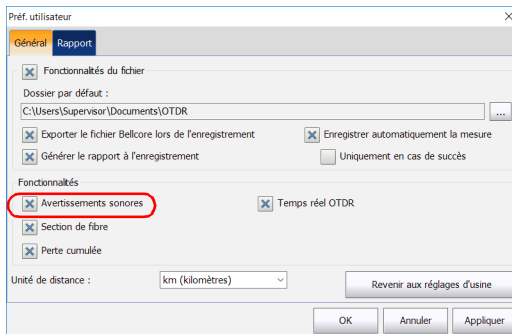 Préf. utilisateur
Général Rapport
Fonctionnalités du fichier
Dossier par défaut :
C:\Users\Supervisor\Documents\OTDR ...
Exporter le fichier Bellcore lors de l'enregistrement Enregistrer automatiquement la mesure
Générer le rapport à l'enregistrement Uniquement en cas de succès
Fonctionnalités
Avertissements sonores Temps réel OTDR
Section de fibre
Perte cumulée
Unité de distance : km (kilomètres) Revenir aux réglages d'usine
OK Annuler Appliquer